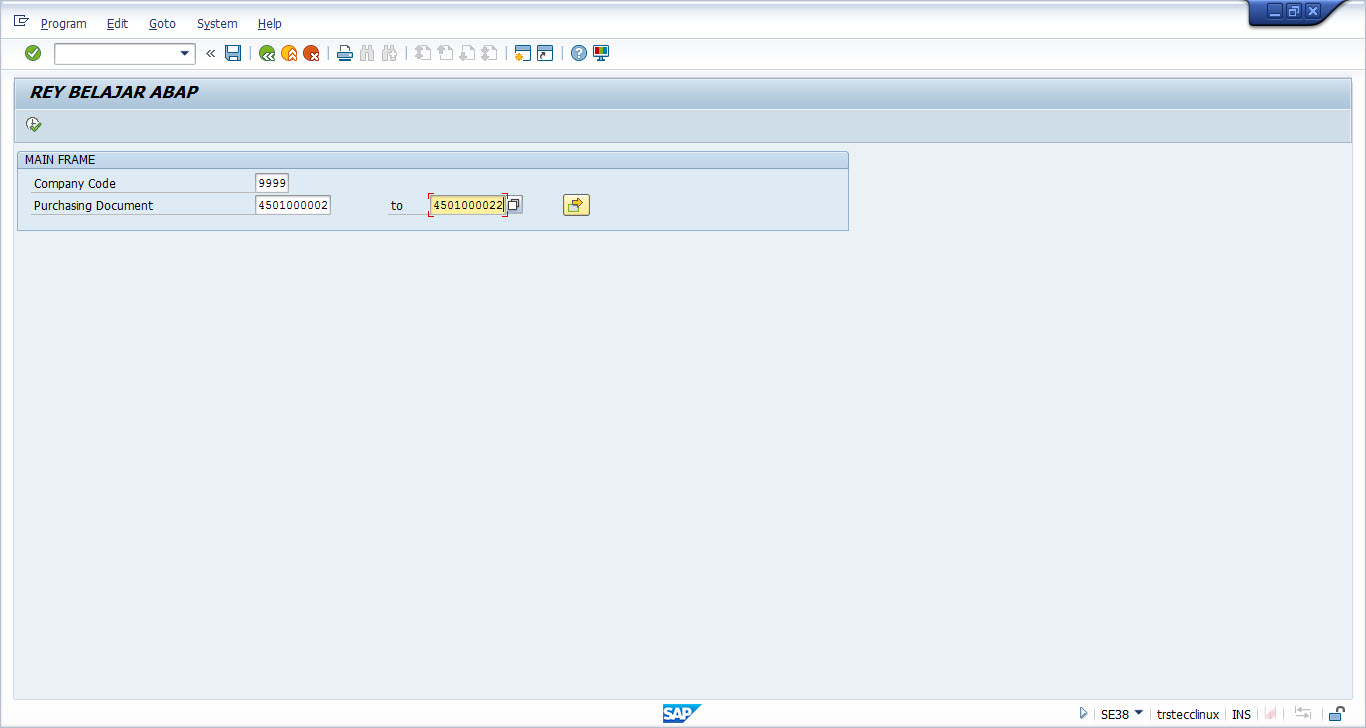 Program Edit Goto System Help
REY BELAJAR ABAP
MAIN FRAME
Company Code 9999
Purchasing Document 4501000002 to 4501000022
SAP SE38 trstecclinux INS